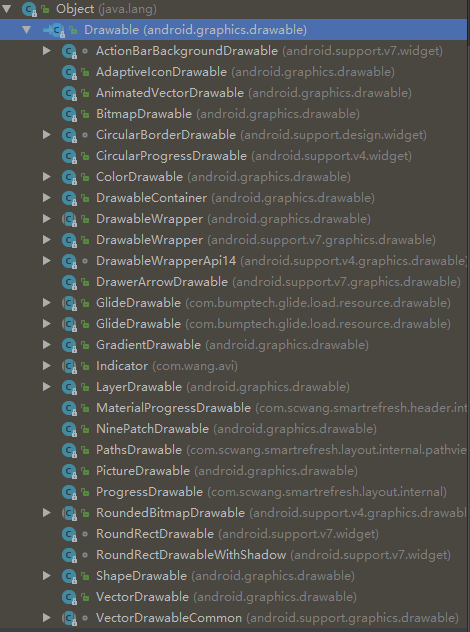 Object (java.lang)
Drawable (android.graphics.drawable)
ActionBarBackgroundDrawable (android.support.v7.widget)
AdaptiveIconDrawable (android.graphics.drawable)
AnimatedVectorDrawable (android.graphics.drawable)
BitmapDrawable (android.graphics.drawable)
CircularBorderDrawable (android.support.design.widget)
CircularProgressDrawable (android.support.v4.widget)
ColorDrawable (android.graphics.drawable)
DrawableContainer (android.graphics.drawable)
DrawableWrapper (android.graphics.drawable)
DrawableWrapper (android.support.v7.graphics.drawable)
DrawableWrapperApi14 (android.support.v4.graphics.drawable)
DrawerArrowDrawable (android.support.v7.graphics.drawable)
GlideDrawable (com.bumptech.glide.load.resource.drawable)
GlideDrawable (com.bumptech.glide.load.resource.drawable)
GradientDrawable (android.graphics.drawable)
Indicator (com.wang.avi)
LayerDrawable (android.graphics.drawable)
MaterialProgressDrawable (com.scwang.smartrefresh.header.int
NinePatchDrawable (android.graphics.drawable)
PathsDrawable (com.scwang.smartrefresh.layout.internal.pathvie
PictureDrawable (android.graphics.drawable)
ProgressDrawable (com.scwang.smartrefresh.layout.internal)
RoundedBitmapDrawable (android.support.v4.graphics.drawabl
RoundRectDrawable (android.support.v7.widget)
RoundRectDrawableWithShadow (android.support.v7.widget)
ShapeDrawable (android.graphics.drawable)
VectorDrawable (android.graphics.drawable)
VectorDrawableCommon (android.support.graphics.drawable)